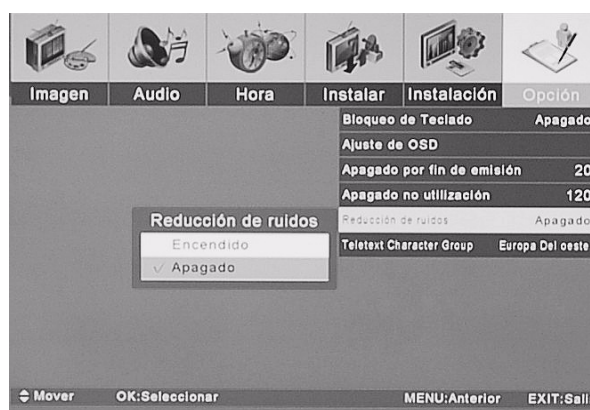 Imagen Audio Hora Instalar Instalación Opción
Bloqueo de Teclado Apagado
Ajuste de OSD
Apagado por fin de emisión 20
Apagado no utilización 120
Reducción de ruidos Apagado
Teletext Character Group Europa Del oeste
Reducción de ruidos
Encendido
✓ Apagado
Mover OK:Seleccionar MENU:Anterior EXIT:Sali